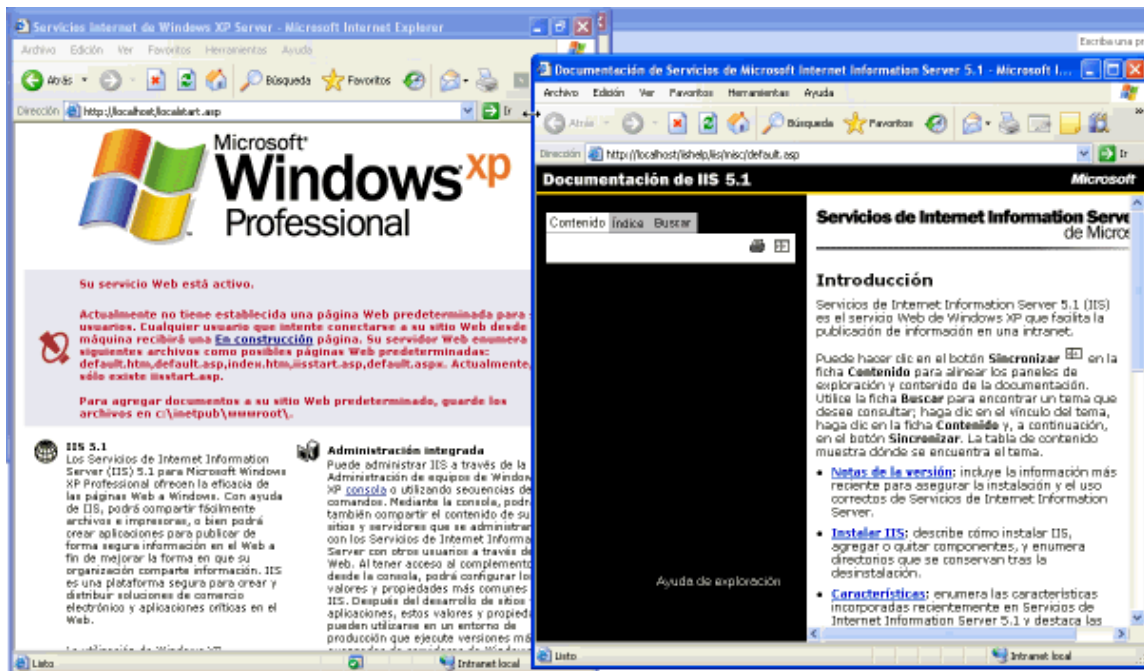 Servicios Internet de Windows XP Server - Microsoft Internet Explorer
Archivo Edición Ver Favoritos Herramientas Ayuda
Atrás Búsqueda Favoritos
Dirección http://localhost/localstart.asp Ir
Microsoft
Windows xp
Professional
Su servicio Web está activo.
Actualmente no tiene establecida una página Web predeterminada para
usuarios. Cualquier usuario que intente conectarse a su sitio Web desde
máquina recibirá una En construcción página. Su servidor Web enumera
siguientes archivos como posibles páginas Web predeterminadas:
default.htm,default.asp,index.htm,iisstart.asp,default.aspx. Actualmente,
sólo existe iisstart.asp.
Para agregar documentos a su sitio Web predeterminado, guarde los
archivos en c:\inetpub\wwwroot\.
IIS 5.1
Los Servicios de Internet Information
Server (IIS) 5.1 para Microsoft Windows
XP Professional ofrecen la eficacia de
las páginas Web a Windows. Con ayuda
de IIS, podrá compartir fácilmente
archivos e impresoras, o bien podrá
crear aplicaciones para publicar de
forma segura información en el Web a
fin de mejorar la forma en que su
organización comparte información. IIS
es una plataforma segura para crear y
distribuir soluciones de comercio
electrónico y aplicaciones críticas en el
Web.
Administración integrada
Puede administrar IIS a través de la
Administración de equipos de Window
XP consola o utilizando secuencias de
comandos. Mediante la consola, podr
también compartir el contenido de su
sitios y servidores que se administrar
con los Servicios de Internet Informa
Server con otros usuarios a través de
Web. Al tener acceso al complemento
desde la consola, podrá configurar lo
valores y propiedades más comunes
IIS. Después del desarrollo de sitios
aplicaciones, estos valores y propieda
pueden utilizarse en un entorno de
producción que ejecute versiones má
Listo Intranet local
Escriba una pr
Documentación de Servicios de Microsoft Internet Information Server 5.1 - Microsoft I...
Archivo Edición Ver Favoritos Herramientas Ayuda
Atrás Búsqueda Favoritos
Dirección http://localhost/iishelp/iis/misc/default.asp Ir
Documentación de IIS 5.1 Microsoft
Contenido Índice Buscar
Ayuda de exploración
Servicios de Internet Information Serve
de Micros
Introducción
Servicios de Internet Information Server 5.1 (IIS)
es el servicio Web de Windows XP que facilita la
publicación de información en una intranet.
Puede hacer clic en el botón Sincronizar en la
ficha Contenido para alinear los paneles de
exploración y contenido de la documentación.
Utilice la ficha Buscar para encontrar un tema que
desee consultar; haga clic en el vínculo del tema,
haga clic en la ficha Contenido y, a continuación,
en el botón Sincronizar. La tabla de contenido
muestra dónde se encuentra el tema.
• Notas de la versión: incluye la información más
reciente para asegurar la instalación y el uso
correctos de Servicios de Internet Information
Server.
• Instalar IIS: describe cómo instalar IIS,
agregar o quitar componentes, y enumera
directorios que se conservan tras la
desinstalación.
• Características: enumera las características
incorporadas recientemente en Servicios de
Internet Information Server 5.1 y destaca las
Listo Intranet local